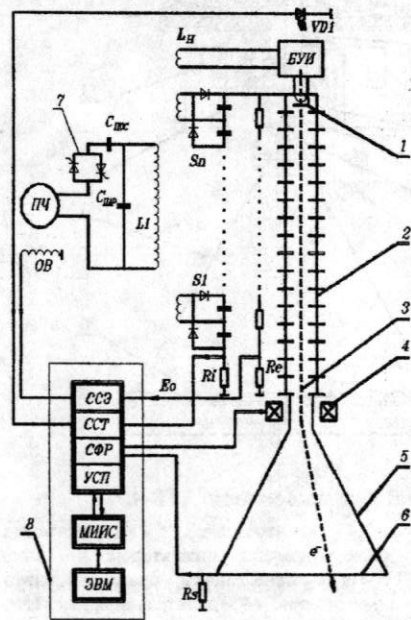 VD1
Lн
БУИ
7
Cпос
Cпар
Sn
1
ПЧ
L1
2
ОВ
S1
3
4
Ri
Re
Eo
ССЭ
ССТ
СФР
УСП
5
6
8
МИИС
ЭВМ
Rs
e⁻